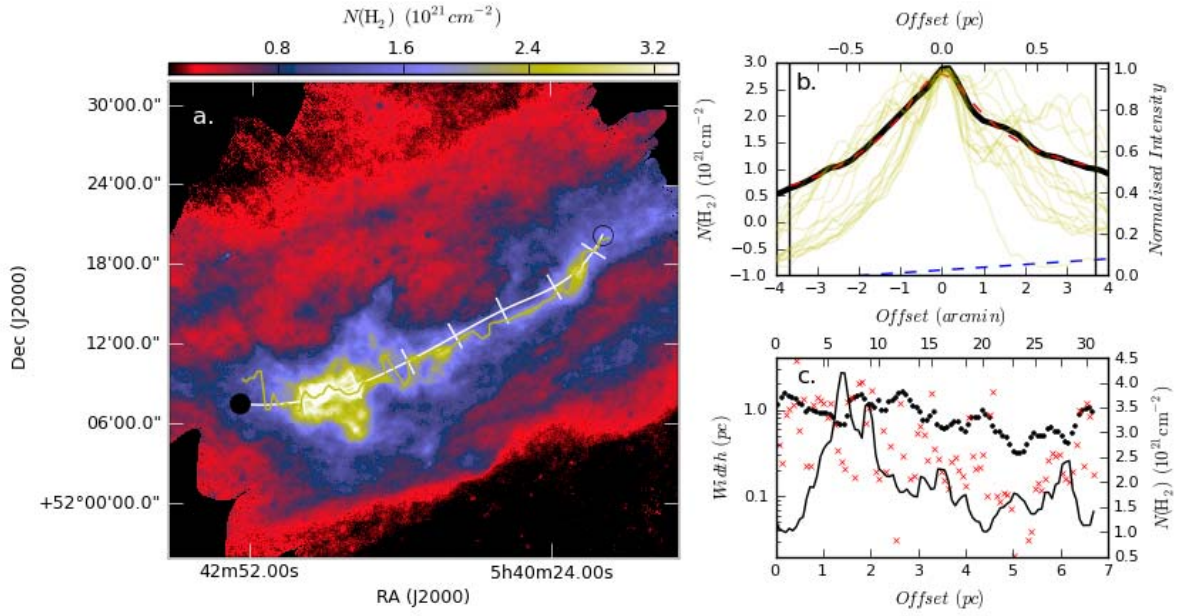 N(H₂) (10²¹ cm⁻²)
0.8 1.6 2.4 3.2
a.
30'00.0"
24'00.0"
18'00.0"
12'00.0"
06'00.0"
+52°00'00.0"
Dec (J2000)
42m52.00s 5h40m24.00s
RA (J2000)
Offset (pc)
−0.5 0.0 0.5
b.
3.0 2.5 2.0 1.5 1.0 0.5 0.0 −0.5 −1.0
N(H₂) (10²¹ cm⁻²)
1.0 0.8 0.6 0.4 0.2 0.0
Normalised Intensity
−4 −3 −2 −1 0 1 2 3 4
Offset (arcmin)
0 5 10 15 20 25 30
c.
1.0 0.1
Width (pc)
4.5 4.0 3.5 3.0 2.5 2.0 1.5 1.0 0.5
N(H₂) (10²¹ cm⁻²)
0 1 2 3 4 5 6 7
Offset (pc)